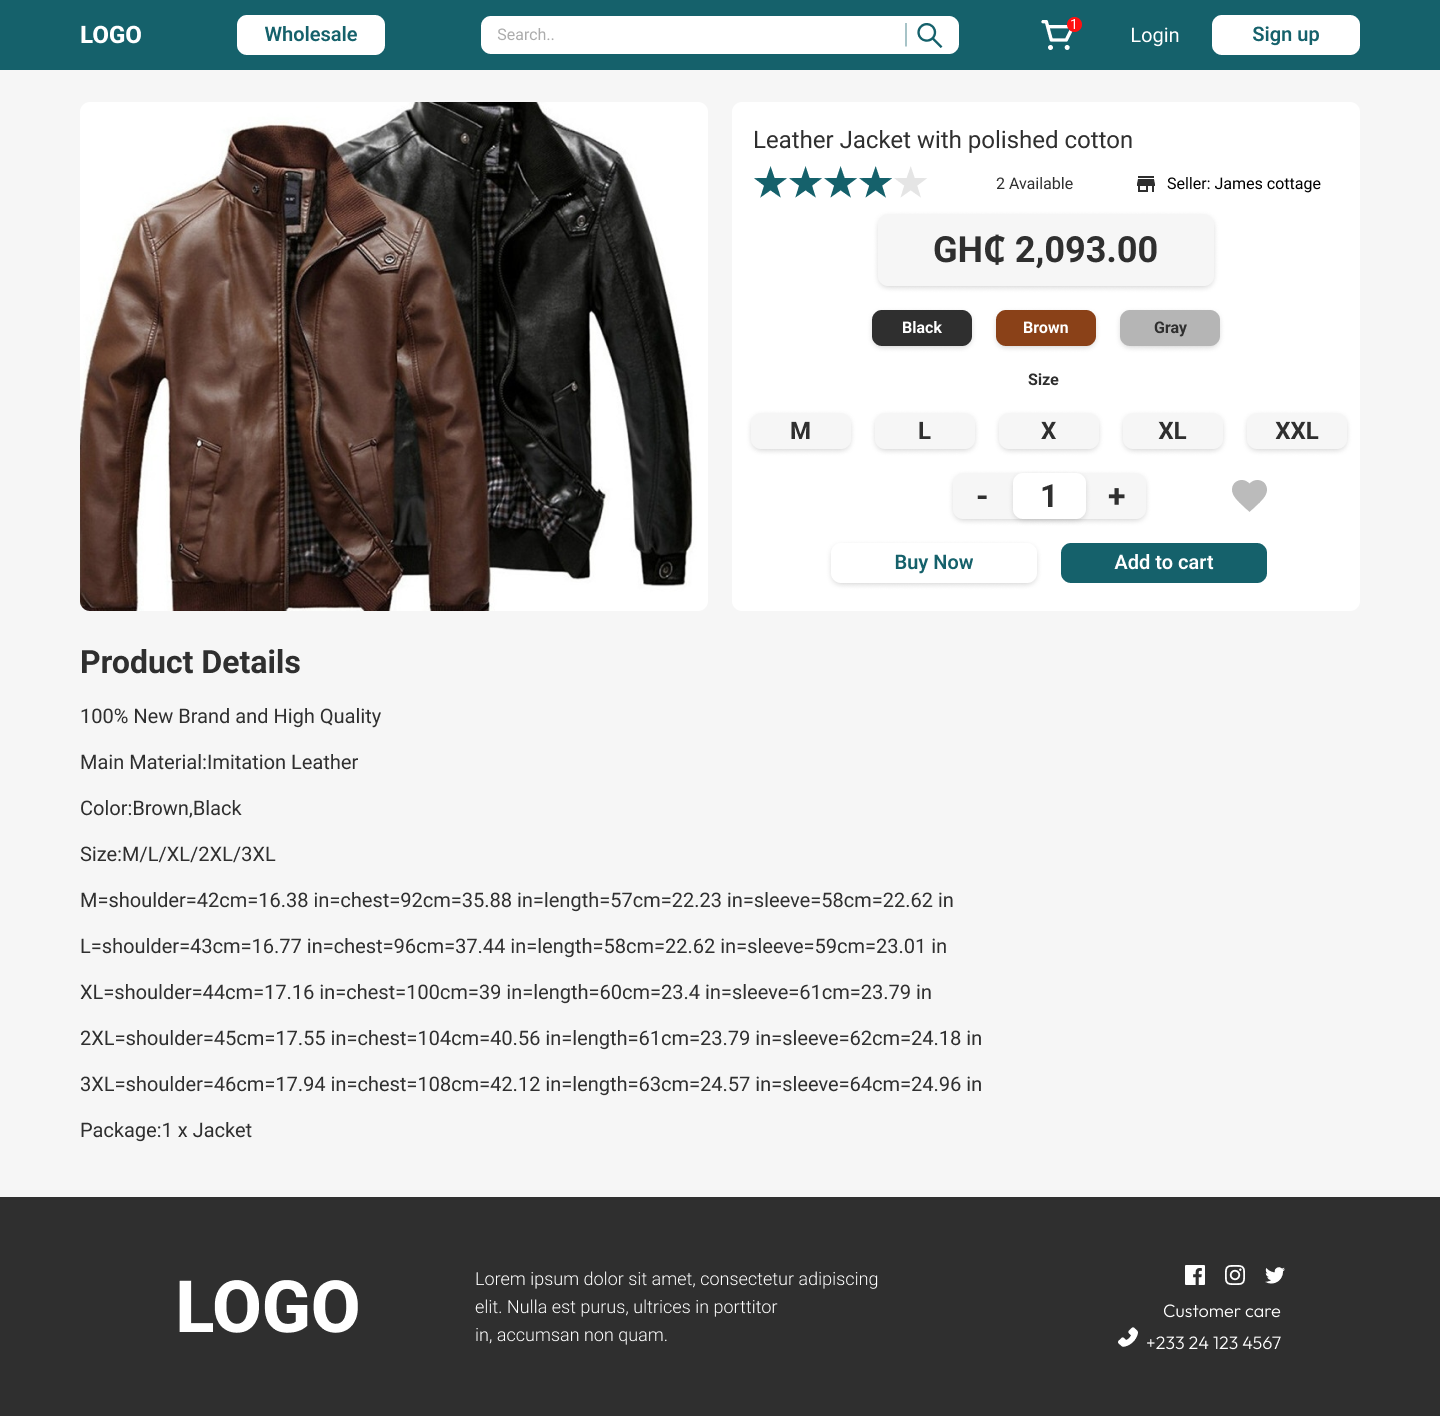 LOGO
Wholesale
Search..
1
Login
Sign up
Leather Jacket with polished cotton
2 Available
Seller: James cottage
GH₵ 2,093.00
Black
Brown
Gray
Size
M
L
X
XL
XXL
-
1
+
Buy Now
Add to cart
Product Details
100% New Brand and High Quality
Main Material:Imitation Leather
Color:Brown,Black
Size:M/L/XL/2XL/3XL
M=shoulder=42cm=16.38 in=chest=92cm=35.88 in=length=57cm=22.23 in=sleeve=58cm=22.62 in
L=shoulder=43cm=16.77 in=chest=96cm=37.44 in=length=58cm=22.62 in=sleeve=59cm=23.01 in
XL=shoulder=44cm=17.16 in=chest=100cm=39 in=length=60cm=23.4 in=sleeve=61cm=23.79 in
2XL=shoulder=45cm=17.55 in=chest=104cm=40.56 in=length=61cm=23.79 in=sleeve=62cm=24.18 in
3XL=shoulder=46cm=17.94 in=chest=108cm=42.12 in=length=63cm=24.57 in=sleeve=64cm=24.96 in
Package:1 x Jacket
LOGO
Lorem ipsum dolor sit amet, consectetur adipiscing
elit. Nulla est purus, ultrices in porttitor
in, accumsan non quam.
Customer care
+233 24 123 4567